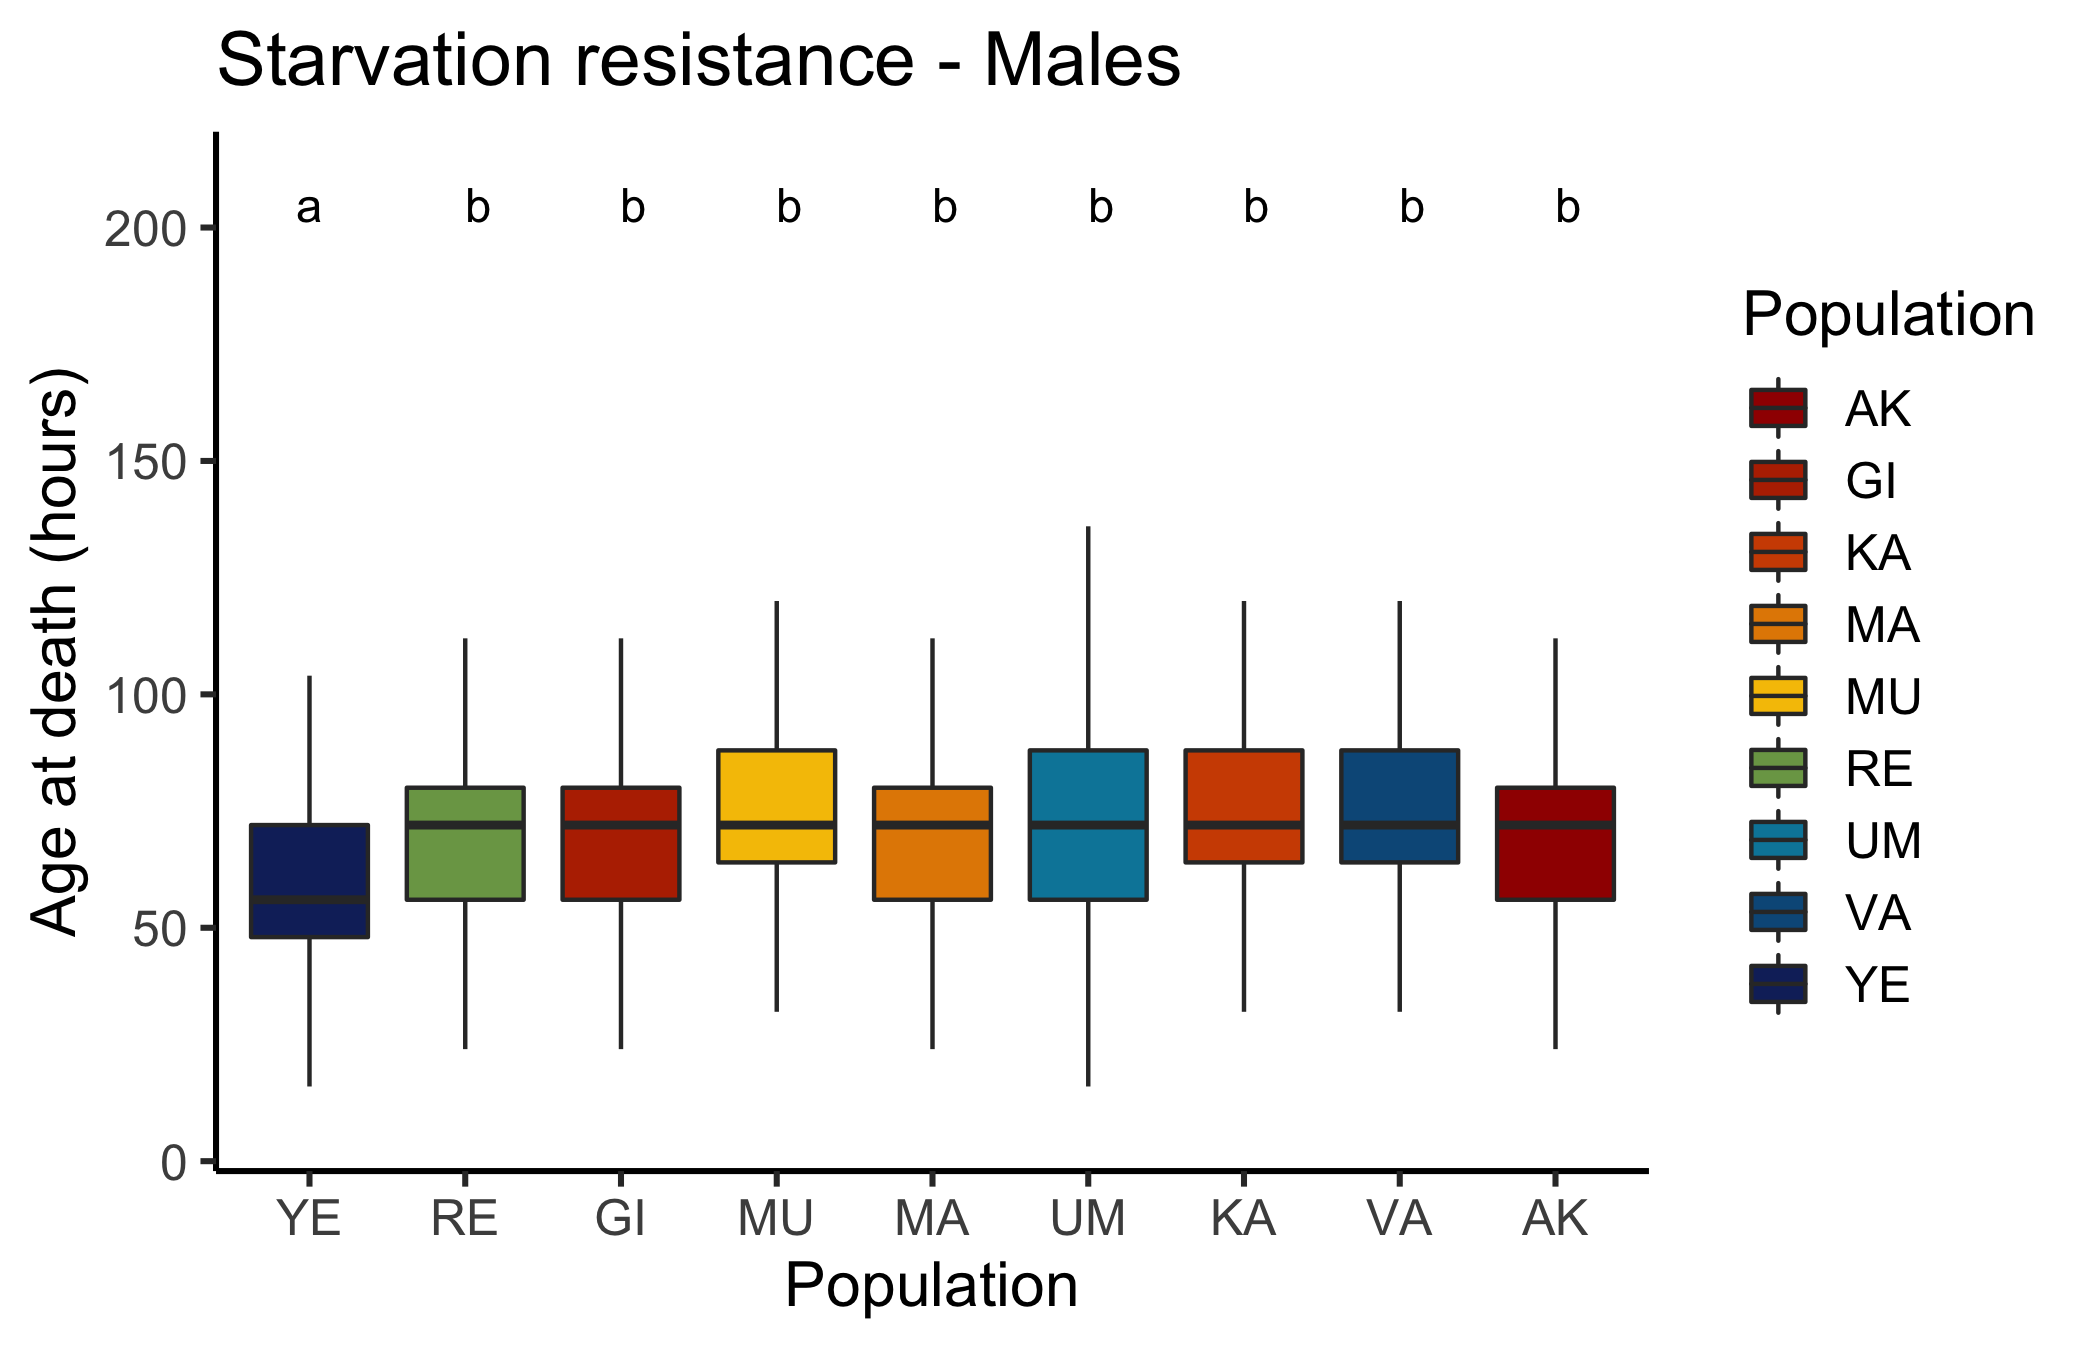 Starvation resistance - Males
a b b b b b b b b
200
150
100
50
0
Age at death (hours)
YE RE GI MU MA UM KA VA AK
Population
Population
AK
GI
KA
MA
MU
RE
UM
VA
YE